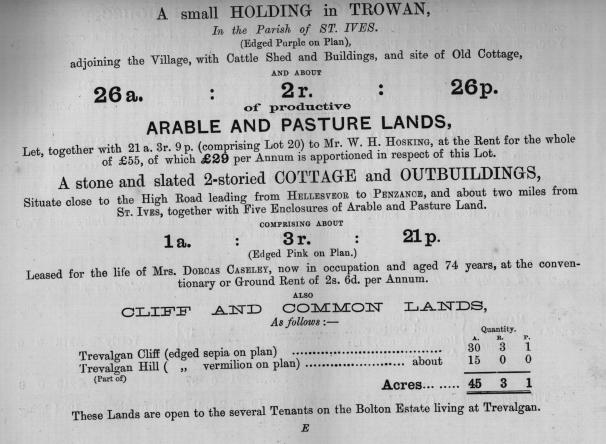 A small HOLDING in TROWAN,
In the Parish of ST. IVES.
(Edged Purple on Plan),
adjoining the Village, with Cattle Shed and Buildings, and site of Old Cottage,
AND ABOUT
26 a. : 2 r. : 26 p.
of productive
ARABLE AND PASTURE LANDS,
Let, together with 21 a. 3r. 9 p. (comprising Lot 20) to Mr. W. H. HOSKING, at the Rent for the whole
of £55, of which £29 per Annum is apportioned in respect of this Lot.
A stone and slated 2-storied COTTAGE and OUTBUILDINGS,
Situate close to the High Road leading from HELLESVEOR to PENZANCE, and about two miles from
ST. IVES, together with Five Enclosures of Arable and Pasture Land.
COMPRISING ABOUT
1 a. : 3 r. : 21 p.
(Edged Pink on Plan.)
Leased for the life of Mrs. DORCAS CASELEY, now in occupation and aged 74 years, at the conven-
tionary or Ground Rent of 2s. 6d. per Annum.
ALSO
CLIFF AND COMMON LANDS,
As follows :—
Quantity.
A. R. P.
Trevalgan Cliff (edged sepia on plan) ........................................ 30 3 1
Trevalgan Hill ( „ vermilion on plan) .............................. about 15 0 0
(Part of)
Acres......... 45 3 1
These Lands are open to the several Tenants on the Bolton Estate living at Trevalgan.
E